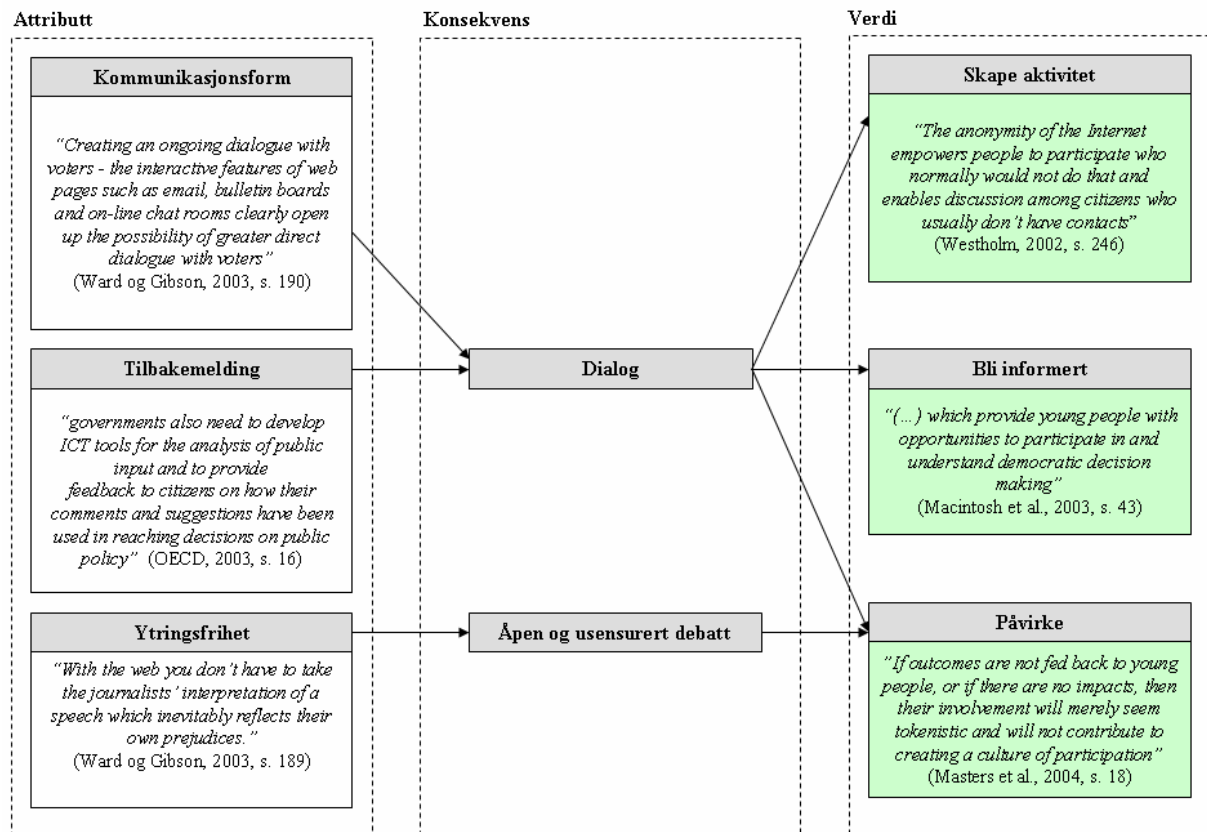 Attributt
Kommunikasjonsform
“Creating an ongoing dialogue with
voters - the interactive features of web
pages such as email, bulletin boards
and on-line chat rooms clearly open
up the possibility of greater direct
dialogue with voters”
(Ward og Gibson, 2003, s. 190)
Tilbakemelding
“governments also need to develop
ICT tools for the analysis of public
input and to provide
feedback to citizens on how their
comments and suggestions have been
used in reaching decisions on public
policy” (OECD, 2003, s. 16)
Ytringsfrihet
“With the web you don’t have to take
the journalists’ interpretation of a
speech which inevitably reflects their
own prejudices.”
(Ward og Gibson, 2003, s. 189)
Konsekvens
Dialog
Åpen og usensurert debatt
Verdi
Skape aktivitet
“The anonymity of the Internet
empowers people to participate who
normally would not do that and
enables discussion among citizens who
usually don’t have contacts”
(Westholm, 2002, s. 246)
Bli informert
“(…) which provide young people with
opportunities to participate in and
understand democratic decision
making”
(Macintosh et al., 2003, s. 43)
Påvirke
”If outcomes are not fed back to young
people, or if there are no impacts, then
their involvement will merely seem
tokenistic and will not contribute to
creating a culture of participation”
(Masters et al., 2004, s. 18)